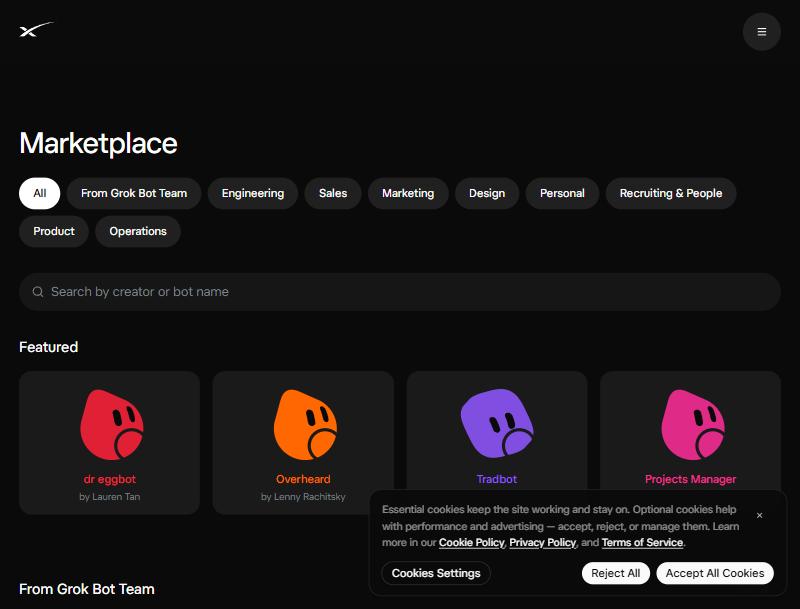 Marketplace
All
From Grok Bot Team
Engineering
Sales
Marketing
Design
Personal
Recruiting & People
Product
Operations
Search by creator or bot name
Featured
dr eggbot
by Lauren Tan
Overheard
by Lenny Rachitsky
Tradbot
Projects Manager
Essential cookies keep the site working and stay on. Optional cookies help
with performance and advertising — accept, reject, or manage them. Learn
more in our Cookie Policy, Privacy Policy, and Terms of Service.
Cookies Settings
Reject All
Accept All Cookies
From Grok Bot Team